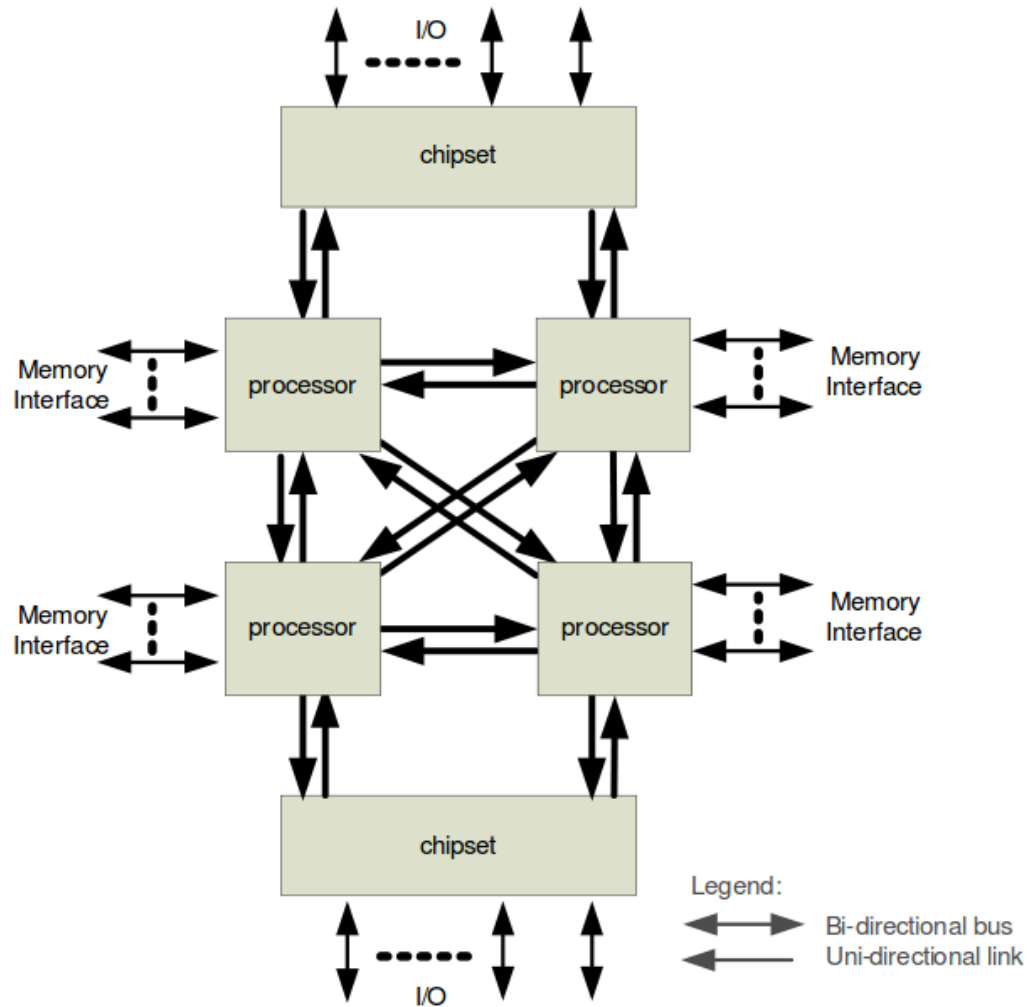 I/O
chipset
Memory
Interface
processor
processor
Memory
Interface
Memory
Interface
processor
processor
Memory
Interface
chipset
Legend:
Bi-directional bus
Uni-directional link
I/O